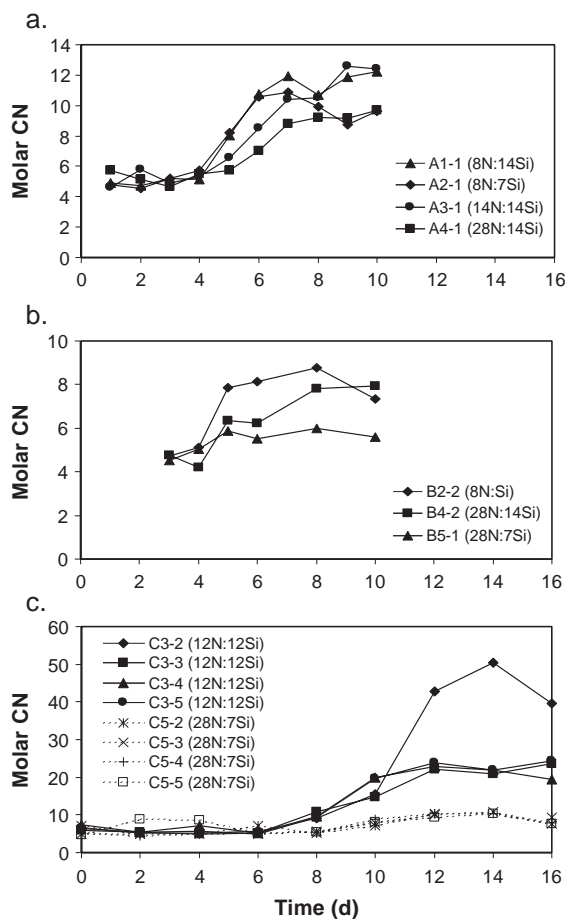 a.
14
12
10
8
6
4
2
0
Molar CN
A1-1 (8N:14Si)
A2-1 (8N:7Si)
A3-1 (14N:14Si)
A4-1 (28N:14Si)
0 2 4 6 8 10 12 14 16
b.
10
8
6
4
2
0
Molar CN
B2-2 (8N:Si)
B4-2 (28N:14Si)
B5-1 (28N:7Si)
0 2 4 6 8 10 12 14 16
c.
60
50
40
30
20
10
0
Molar CN
C3-2 (12N:12Si)
C3-3 (12N:12Si)
C3-4 (12N:12Si)
C3-5 (12N:12Si)
C5-2 (28N:7Si)
C5-3 (28N:7Si)
C5-4 (28N:7Si)
C5-5 (28N:7Si)
0 2 4 6 8 10 12 14 16
Time (d)